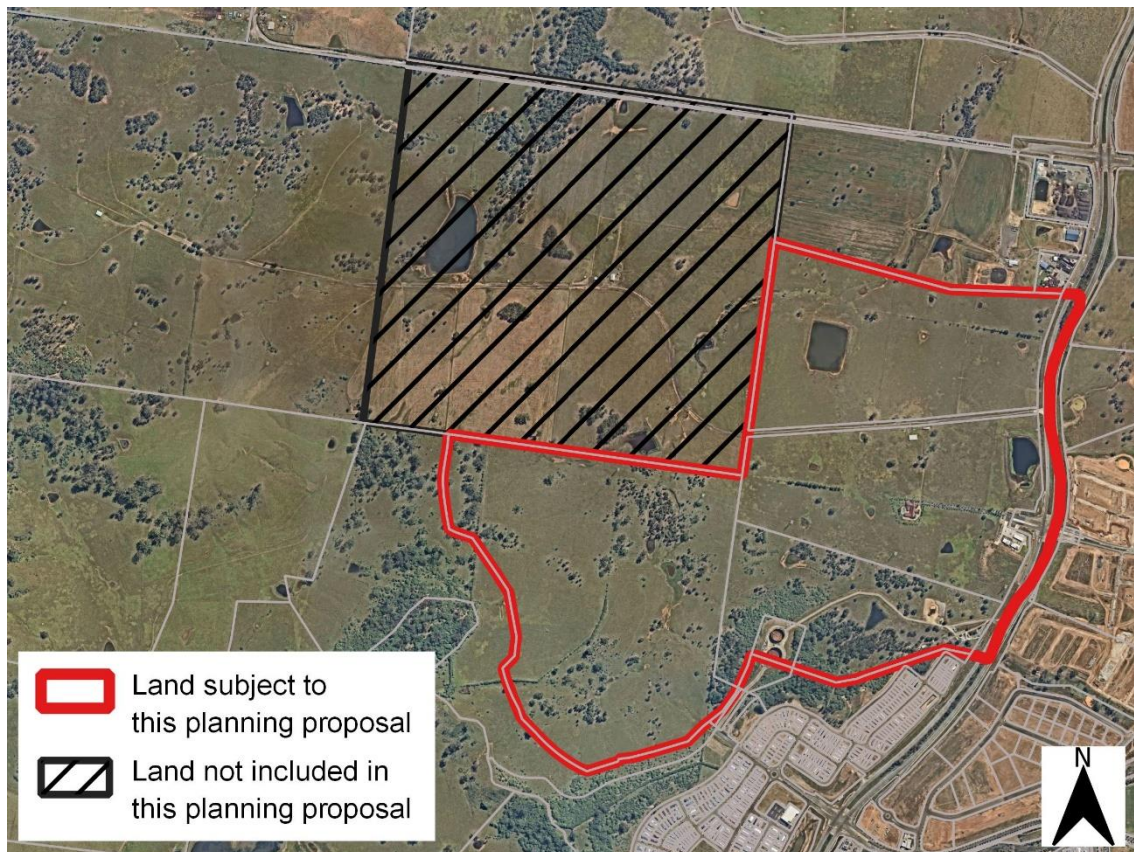 Land subject to
this planning proposal
Land not included in
this planning proposal
N